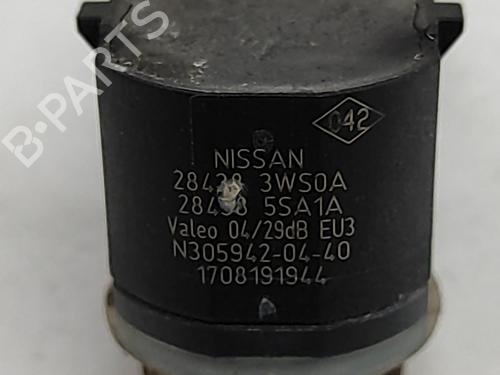 B·PARTS
042
NISSAN
28438 3WS0A
28438 5SA1A
Valeo 04/29dB EU3
N305942-04-40
1708191944